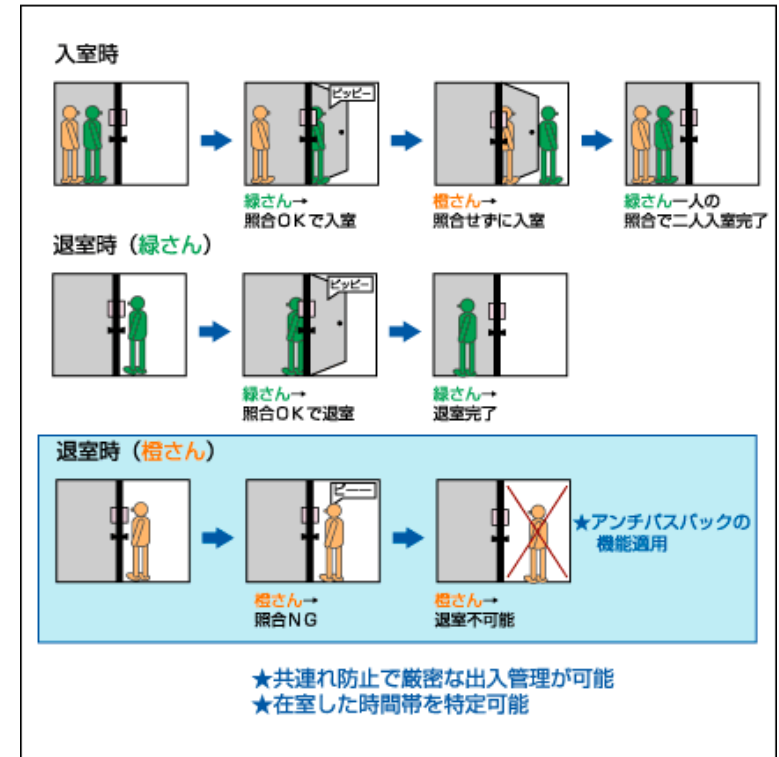 入室時
ピッピー
緑さん→
照合OKで入室
橙さん→
照合せずに入室
緑さん一人の
照合で二人入室完了
退室時（緑さん）
ピッピー
緑さん→
照合OKで退室
緑さん→
退室完了
退室時（橙さん）
ピーー
橙さん→
照合NG
橙さん→
退室不可能
★アンチパスバックの
機能適用
★共連れ防止で厳密な出入管理が可能
★在室した時間帯を特定可能